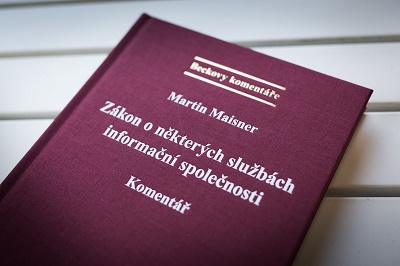 Beckovy komentáře
Martin Maisner
Zákon o některých službách
informační společnosti
Komentář